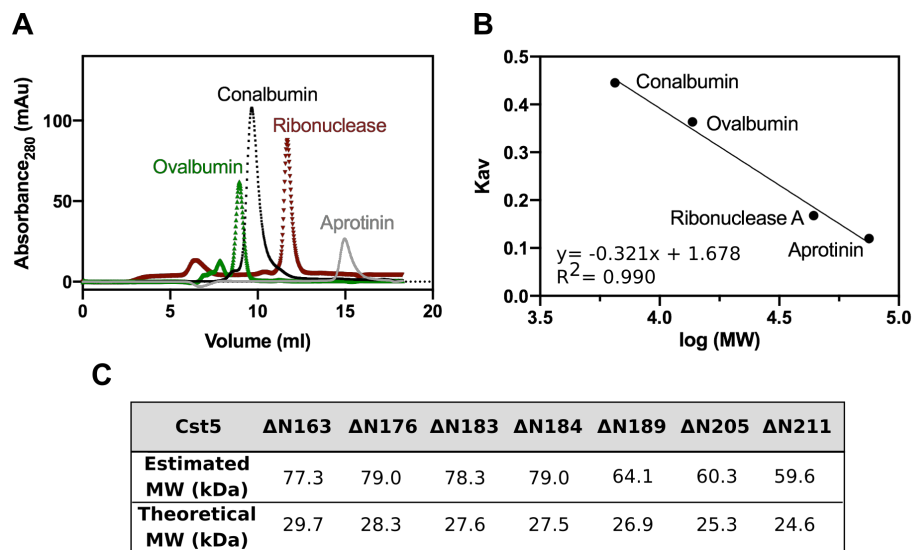 A
Absorbance280 (mAu)
100
50
0
0 5 10 15 20
Volume (ml)
Conalbumin
Ribonuclease
Ovalbumin
Aprotinin
B
Kav
0.5
0.4
0.3
0.2
0.1
0.0
3.5 4.0 4.5 5.0
log (MW)
Conalbumin
Ovalbumin
Ribonuclease A
Aprotinin
y= -0.321x + 1.678
R2= 0.990
C
Cst5 ΔN163 ΔN176 ΔN183 ΔN184 ΔN189 ΔN205 ΔN211
Estimated
MW (kDa) 77.3 79.0 78.3 79.0 64.1 60.3 59.6
Theoretical
MW (kDa) 29.7 28.3 27.6 27.5 26.9 25.3 24.6